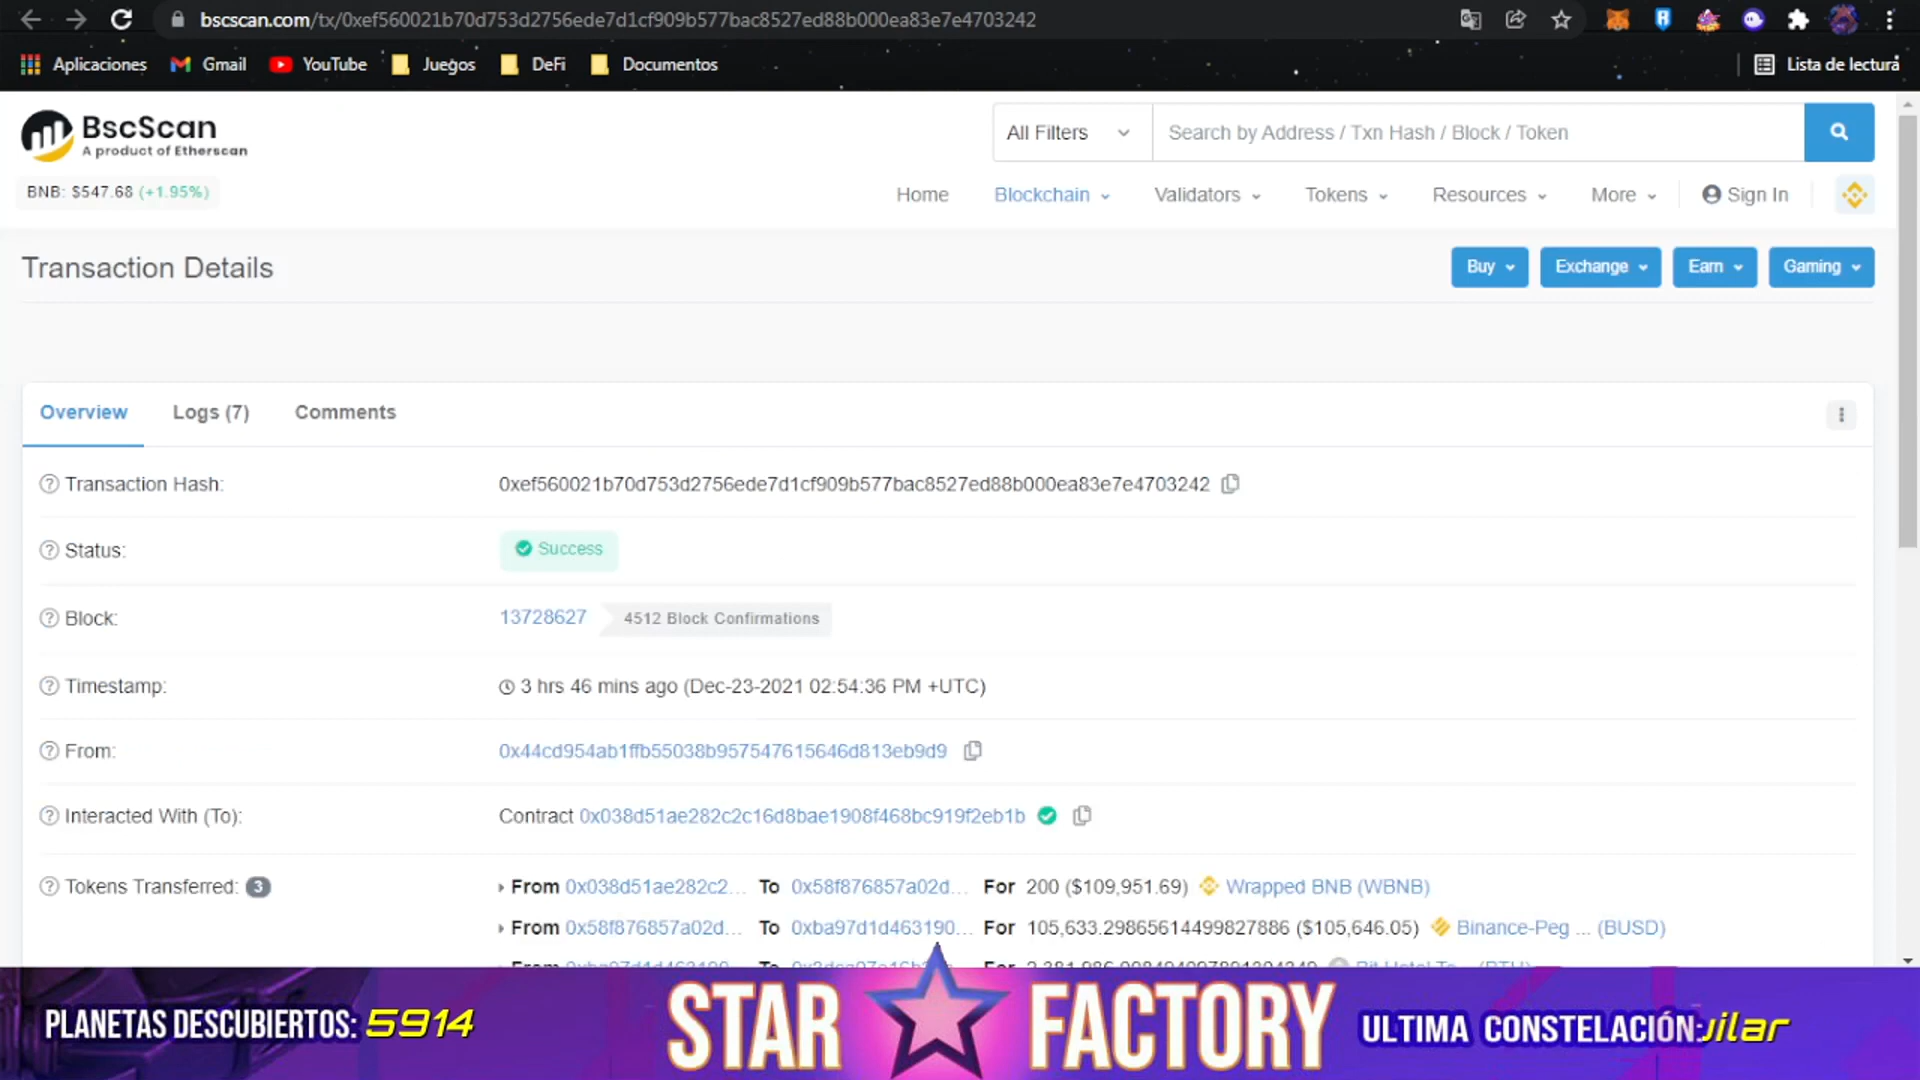 bscscan.com/tx/0xef560021b70d753d2756ede7d1cf909b577bac8527ed88b000ea83e7e4703242
Aplicaciones Gmail YouTube Juegos DeFi Documentos Lista de lectura
BscScan
A product of Etherscan
All Filters Search by Address / Txn Hash / Block / Token
BNB: $547.68 (+1.95%)
Home Blockchain Validators Tokens Resources More Sign In
Transaction Details
Buy Exchange Earn Gaming
Overview Logs (7) Comments
Transaction Hash: 0xef560021b70d753d2756ede7d1cf909b577bac8527ed88b000ea83e7e4703242
Status: Success
Block: 13728627 4512 Block Confirmations
Timestamp: 3 hrs 46 mins ago (Dec-23-2021 02:54:36 PM +UTC)
From: 0x44cd954ab1ffb55038b957547615646d813eb9d9
Interacted With (To): Contract 0x038d51ae282c2c16d8bae1908f468bc919f2eb1b
Tokens Transferred: 3 From 0x038d51ae282c2... To 0x58f876857a02d... For 200 ($109,951.69) Wrapped BNB (WBNB)
From 0x58f876857a02d... To 0xba97d1d463190... For 105,633.29865614499827886 ($105,646.05) Binance-Peg ... (BUSD)
PLANETAS DESCUBIERTOS: 5914
STAR FACTORY
ULTIMA CONSTELACIÓN: